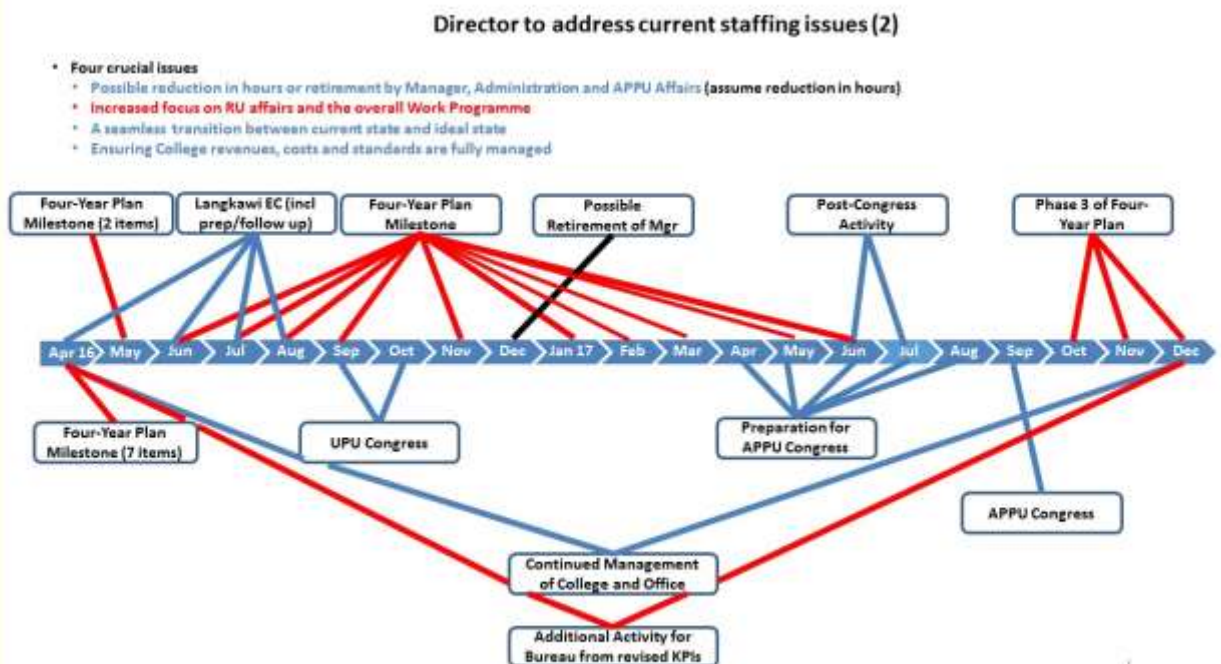 Director to address current staffing issues (2)
• Four crucial issues
• Possible reduction in hours or retirement by Manager, Administration and APPU Affairs (assume reduction in hours)
• Increased focus on RU affairs and the overall Work Programme
• A seamless transition between current state and ideal state
• Ensuring College revenues, costs and standards are fully managed
Four-Year Plan
Milestone (2 items)
Langkawi EC (incl
prep/follow up)
Four-Year Plan
Milestone
Possible
Retirement of Mgr
Post-Congress
Activity
Phase 3 of Four-
Year Plan
Apr 16 May Jun Jul Aug Sep Oct Nov Dec Jan 17 Feb Mar Apr May Jun Jul Aug Sep Oct Nov Dec
Four-Year Plan
Milestone (7 items)
UPU Congress
Preparation for
APPU Congress
APPU Congress
Continued Management
of College and Office
Additional Activity for
Bureau from revised KPIs